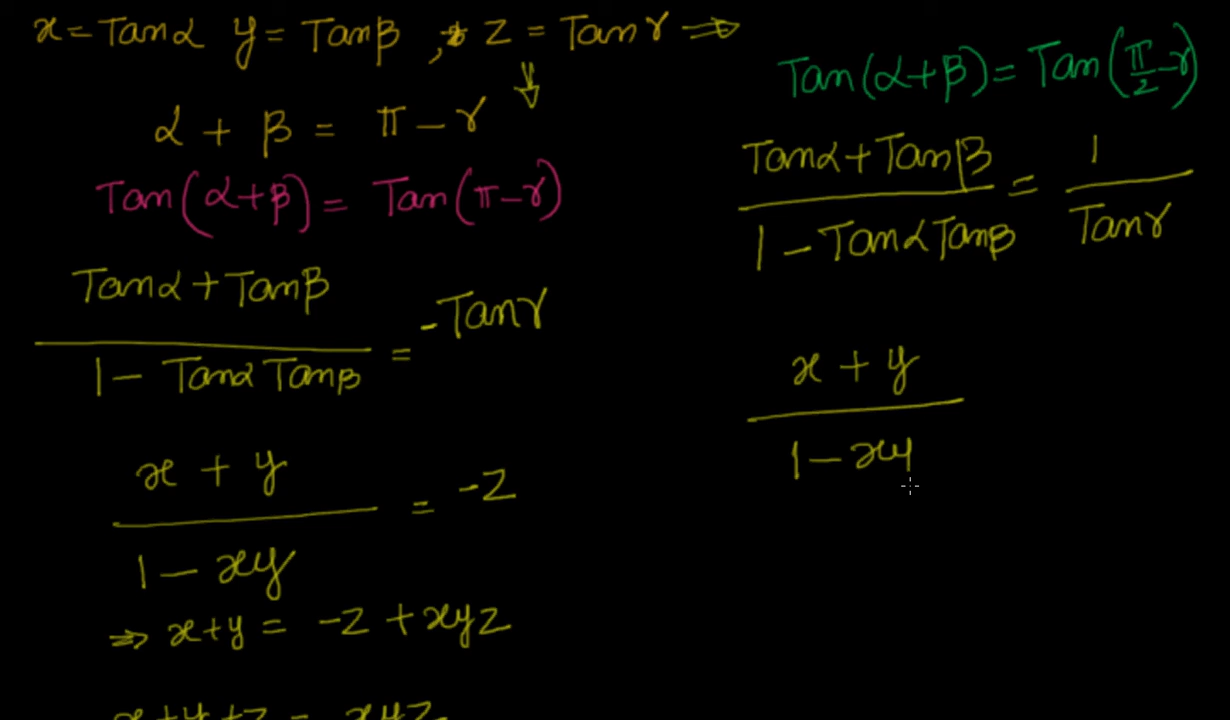 x = Tanα y = Tanβ , z = Tanγ ⇒
⇓
α + β = π - γ
Tan(α+β) = Tan(π-γ)
Tanα + Tanβ
1 - Tanα Tanβ
= -Tanγ
x + y
1 - xy
= -z
⇒ x+y = -z + xyz
x+y+z = xyz
Tan(α+β) = Tan(π/2 - γ)
Tanα + Tanβ
1 - Tanα Tanβ
= 1/Tanγ
x + y
1 - xy